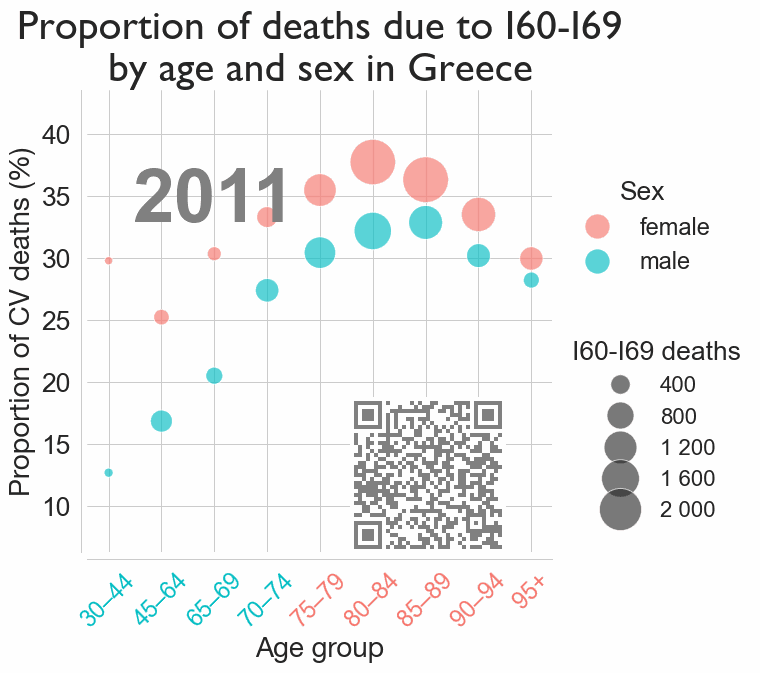 Proportion of deaths due to I60-I69
by age and sex in Greece
Proportion of CV deaths (%)
40
35
30
25
20
15
10
2011
30–44
45–64
65–69
70–74
75–79
80–84
85–89
90–94
95+
Age group
Sex
female
male
I60-I69 deaths
400
800
1 200
1 600
2 000